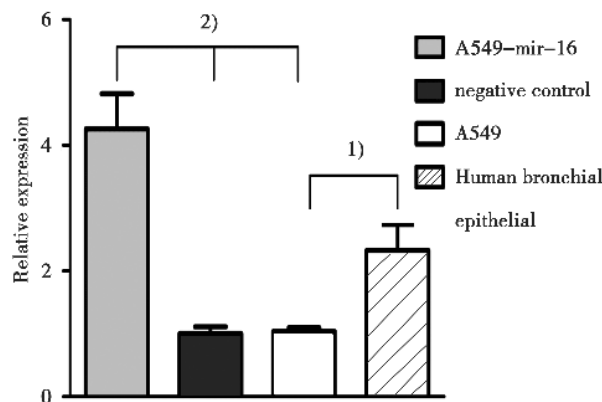 6
2)
A549-mir-16
negative control
4
A549
1)
Human bronchial
epithelial
Relative expression
2
0